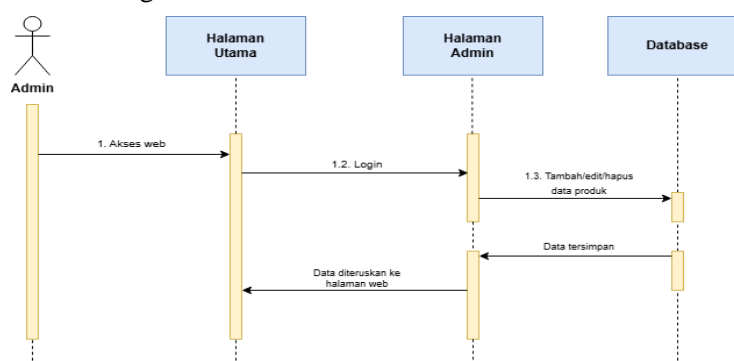 Halaman
Utama
Halaman
Admin
Database
Admin
1. Akses web
1.2. Login
1.3. Tambah/edit/hapus
data produk
Data tersimpan
Data diteruskan ke
halaman web